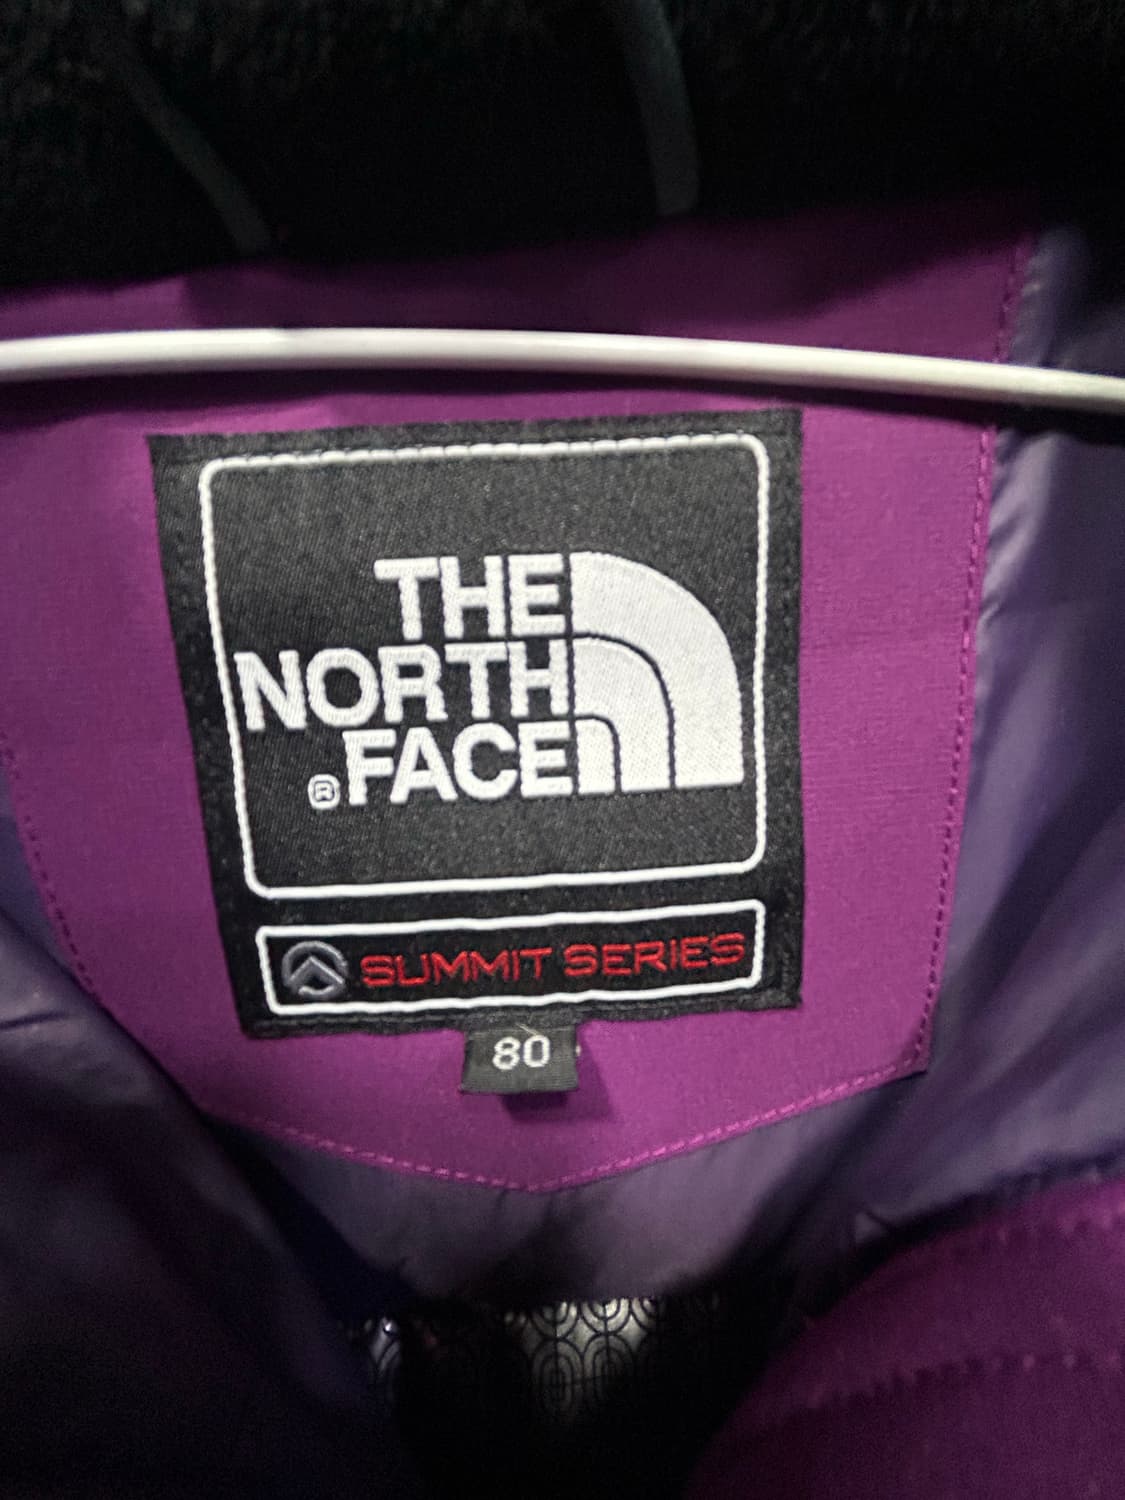 THE
NORTH
®FACE
SUMMIT SERIES
80